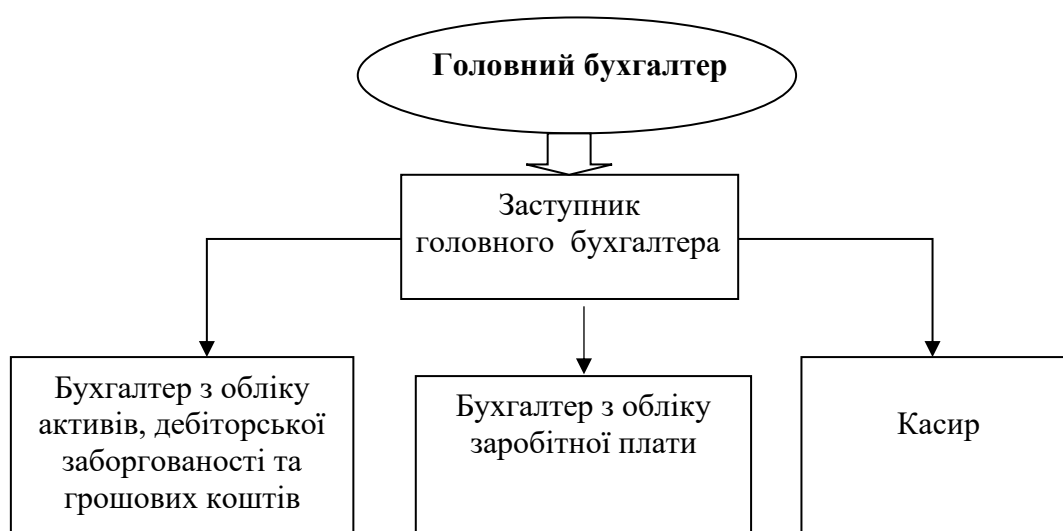 Головний бухгалтер
Заступник
головного бухгалтера
Бухгалтер з обліку
активів, дебіторської
заборгованості та
грошових коштів
Бухгалтер з обліку
заробітної плати
Касир